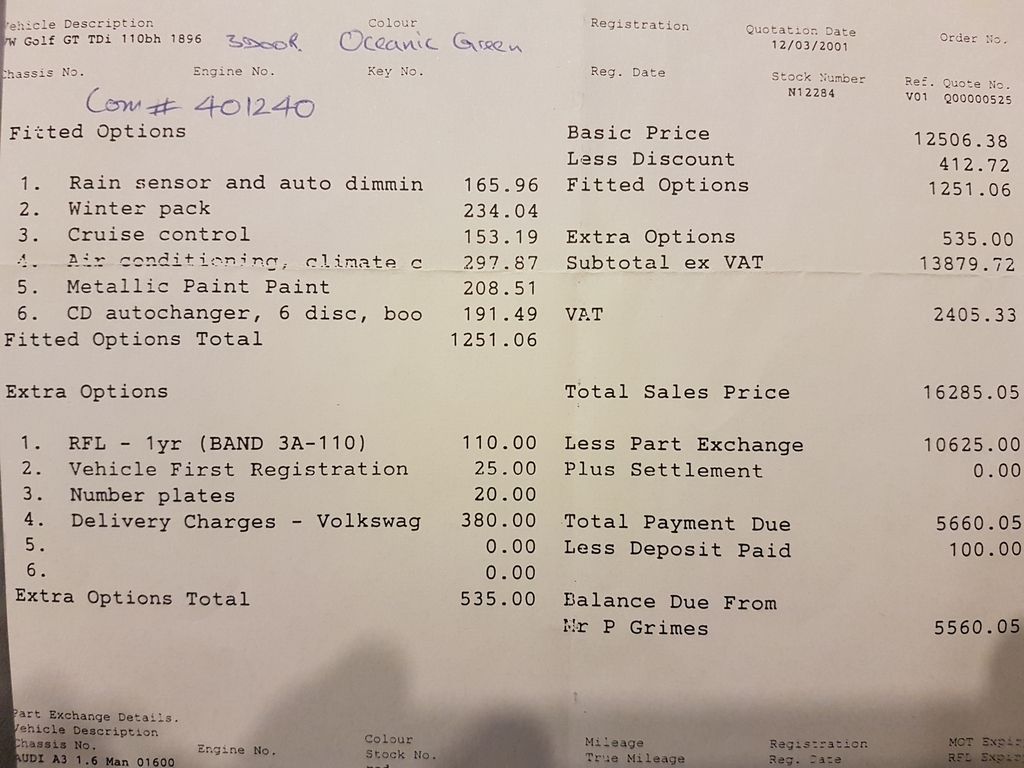 Vehicle Description Colour Registration Quotation Date Order No.
VW Golf GT TDi 110bh 1896 3DOOR. Oceanic Green 12/03/2001
Chassis No. Engine No. Key No. Reg. Date Stock Number Ref. Quote No.
N12284 V01 Q00000525
Com# 401240
Fitted Options Basic Price 12506.38
Less Discount 412.72
1. Rain sensor and auto dimmin 165.96 Fitted Options 1251.06
2. Winter pack 234.04
3. Cruise control 153.19 Extra Options 535.00
4. Air conditioning, climate c 297.87 Subtotal ex VAT 13879.72
5. Metallic Paint Paint 208.51
6. CD autochanger, 6 disc, boo 191.49 VAT 2405.33
Fitted Options Total 1251.06
Extra Options Total Sales Price 16285.05
1. RFL - 1yr (BAND 3A-110) 110.00 Less Part Exchange 10625.00
2. Vehicle First Registration 25.00 Plus Settlement 0.00
3. Number plates 20.00
4. Delivery Charges - Volkswag 380.00 Total Payment Due 5660.05
5. 0.00 Less Deposit Paid 100.00
6. 0.00
Extra Options Total 535.00 Balance Due From
Mr P Grimes 5560.05
Part Exchange Details.
Vehicle Description Colour Mileage Registration MOT Expir
Chassis No. Engine No. Stock No. True Mileage Reg. Date RFL Expir
AUDI A3 1.6 Man 01600 red